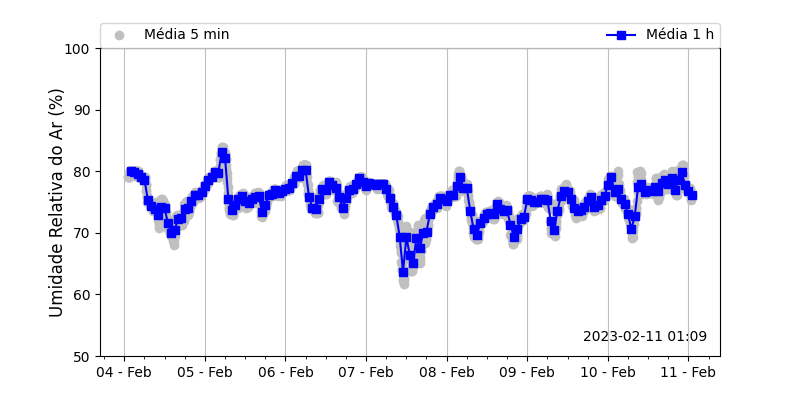 Média 5 min
Média 1 h
Umidade Relativa do Ar (%)
100
90
80
70
60
50
2023-02-11 01:09
04 - Feb
05 - Feb
06 - Feb
07 - Feb
08 - Feb
09 - Feb
10 - Feb
11 - Feb